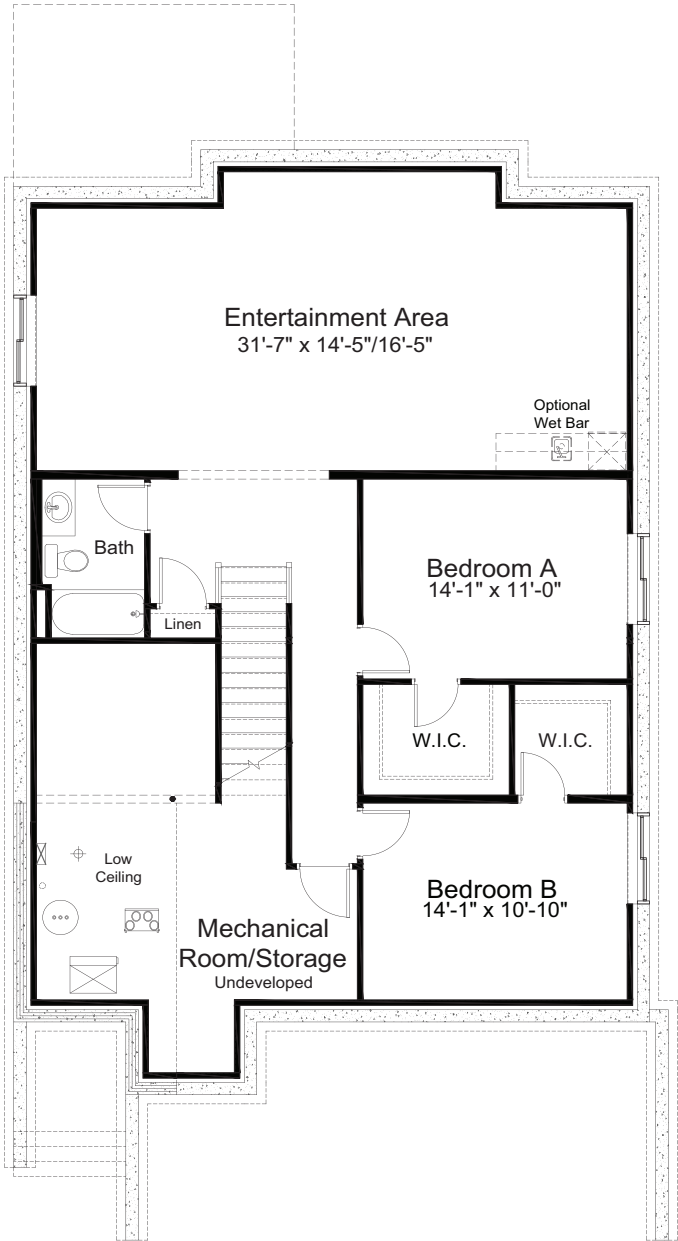 Entertainment Area
31'-7" x 14'-5"/16'-5"
Optional
Wet Bar
Bath
Linen
Bedroom A
14'-1" x 11'-0"
W.I.C.
W.I.C.
Low
Ceiling
Bedroom B
14'-1" x 10'-10"
Mechanical
Room/Storage
Undeveloped